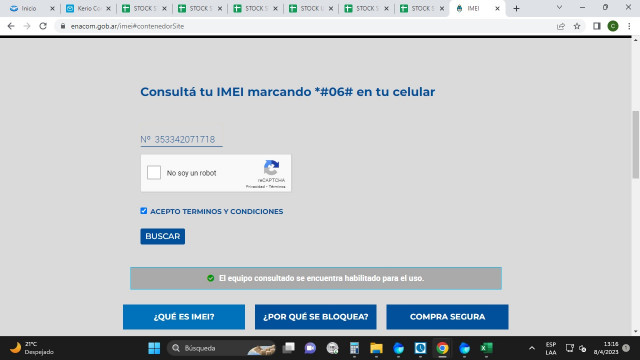 Inicio
Kerio Co
STOCK S
STOCK S
STOCK S
STOCK S
STOCK S
STOCK S
IMEI
enacom.gob.ar/imei#contenedorSite
C
Consultá tu IMEI marcando *#06# en tu celular
Nº 353342071718
No soy un robot
reCAPTCHA
Privacidad - Términos
ACEPTO TERMINOS Y CONDICIONES
BUSCAR
El equipo consultado se encuentra habilitado para el uso.
¿QUÉ ES IMEI?
¿POR QUÉ SE BLOQUEA?
COMPRA SEGURA
21°C
Despejado
Búsqueda
ESP
LAA
13:16
8/4/2023